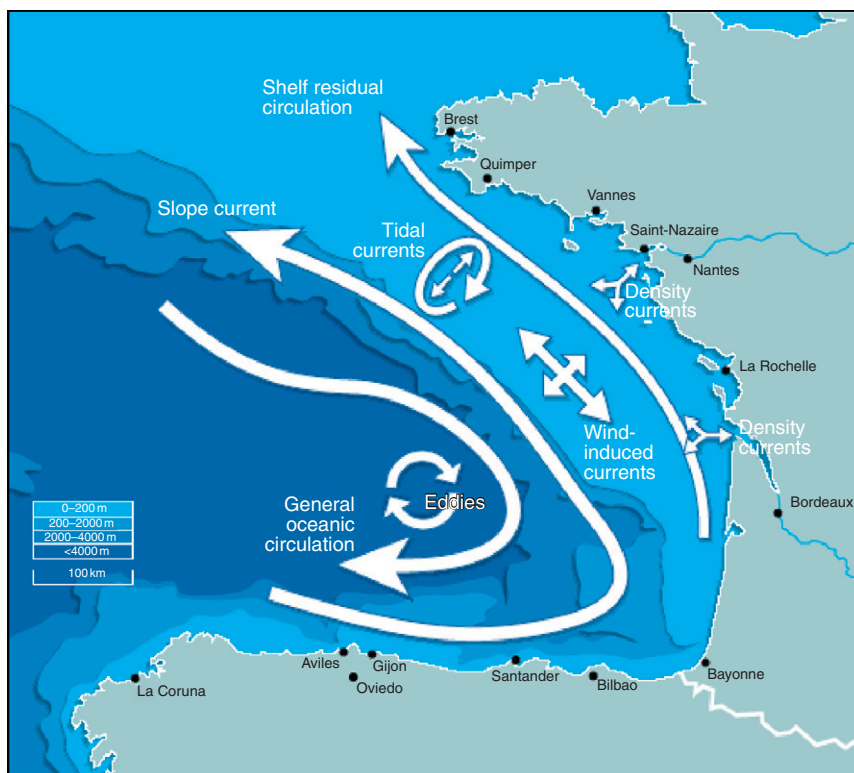 Shelf residual
circulation
Brest
Quimper
Vannes
Slope current
Tidal
currents
Saint-Nazaire
Nantes
Density
currents
La Rochelle
Wind-
induced
currents
Density
currents
General
oceanic
circulation
Eddies
Bordeaux
0–200 m
200–2000 m
2000–4000 m
<4000 m
100 km
Aviles
Gijon
Oviedo
La Coruna
Santander
Bilbao
Bayonne